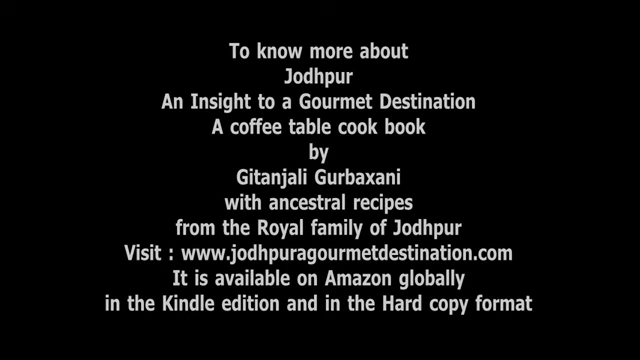 To know more about
Jodhpur
An Insight to a Gourmet Destination
A coffee table cook book
by
Gitanjali Gurbaxani
with ancestral recipes
from the Royal family of Jodhpur
Visit : www.jodhpuragourmetdestination.com
It is available on Amazon globally
in the Kindle edition and in the Hard copy format